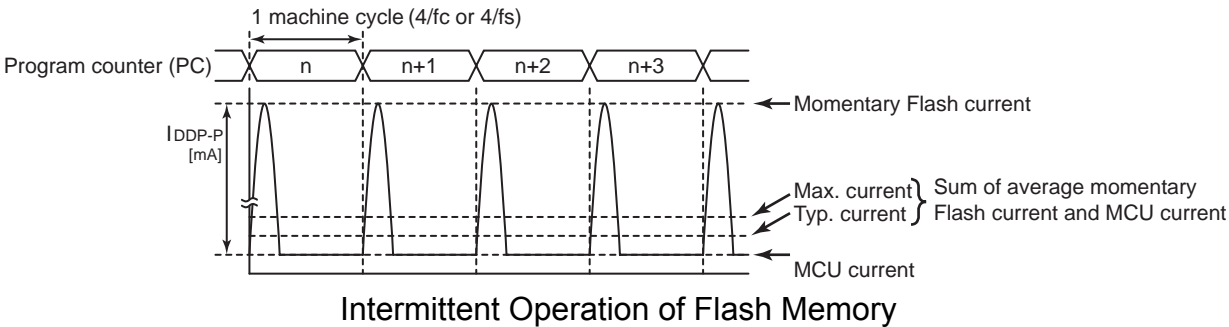 1 machine cycle (4/fc or 4/fs)
Program counter (PC)
n
n+1
n+2
n+3
Momentary Flash current
I DDP-P
[mA]
Max. current
Typ. current
Sum of average momentary
Flash current and MCU current
MCU current
Intermittent Operation of Flash Memory